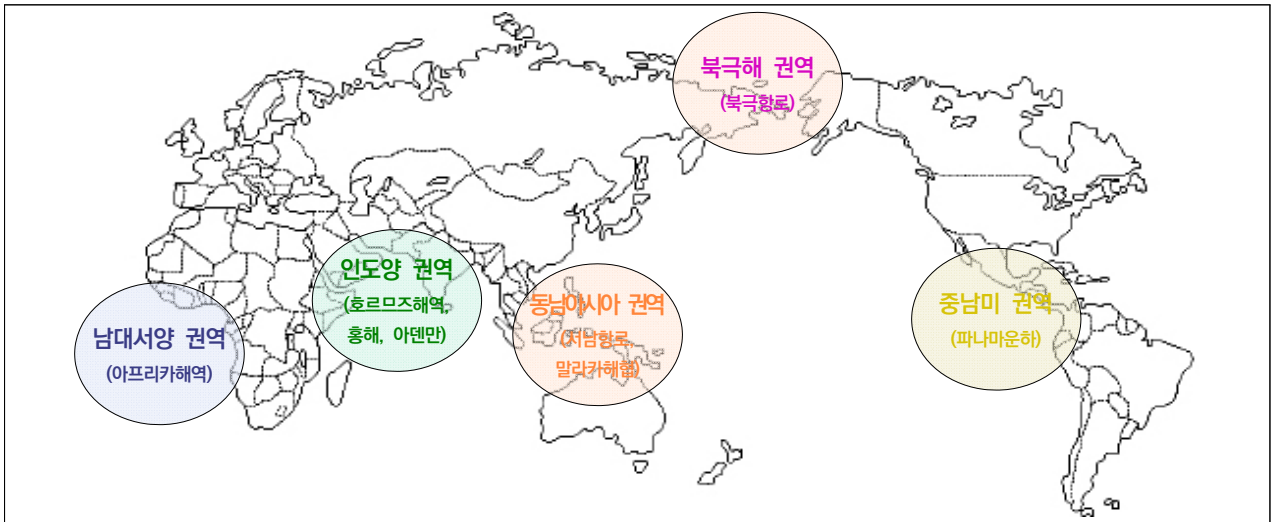 북극해 권역
(북극항로)
인도양 권역
(호르므즈해역,
홍해, 아덴만)
동남아시아 권역
(저남항로,
말라카해협)
중남미 권역
(파나마운하)
남대서양 권역
(아프리카해역)